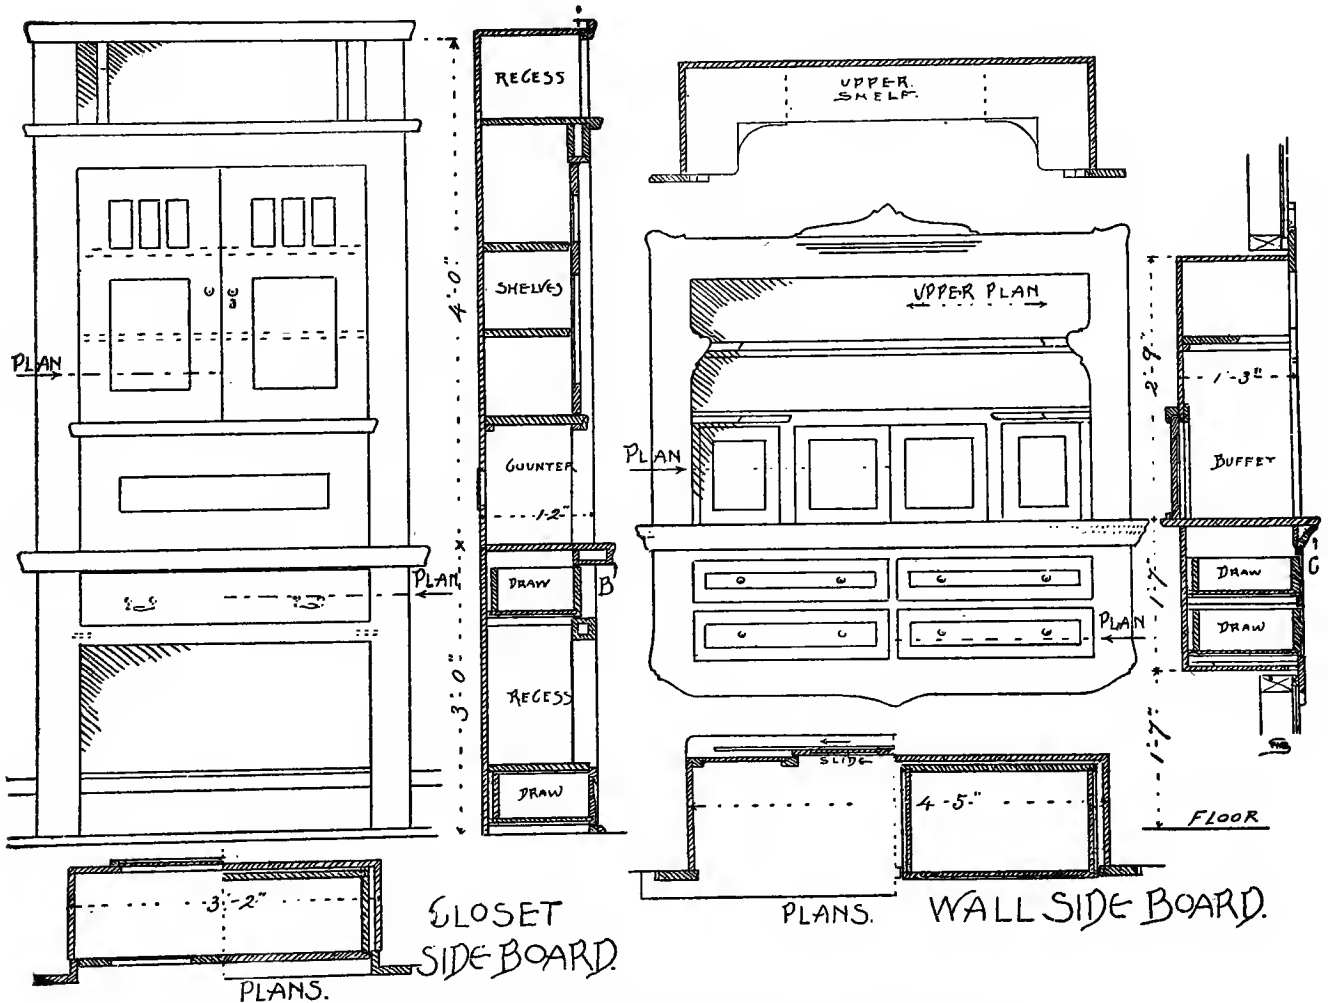 RECESS
SHELVES
COUNTER
1'-2"
DRAW
B
RECESS
DRAW
4'-0"
3'-0"
PLAN
PLAN
3'-2"
PLANS.
CLOSET
SIDE BOARD.
UPPER
SHELF.
UPPER PLAN
PLAN
PLAN
2'-9"
1'-3"
BUFFET
1'-7"
C
DRAW
DRAW
1'-7"
FLOOR
SLIDE
4'-5"
PLANS.
WALL SIDE BOARD.